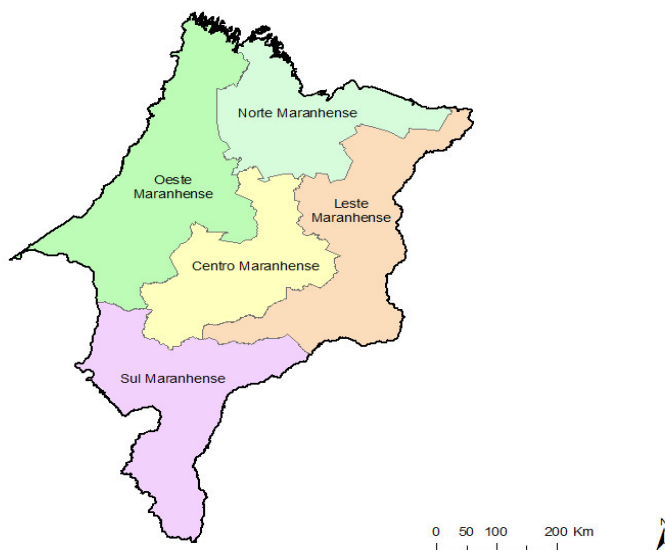 Norte Maranhense
Oeste
Maranhense
Leste
Maranhense
Centro Maranhense
Sul Maranhense
0 50 100 200 Km
N